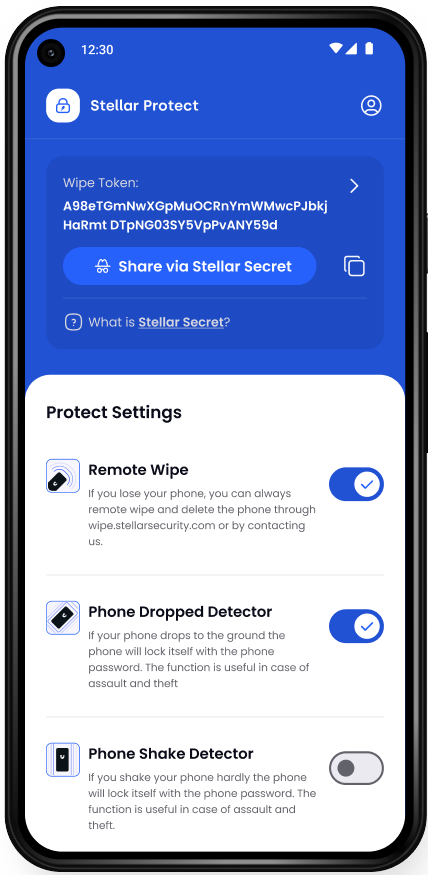 12:30
Stellar Protect
Wipe Token:
A98eTGmNwXGpMuOCRnYmWMwcPJbkj
HaRmt DTpNG03SY5VpPvANY59d
Share via Stellar Secret
? What is Stellar Secret?
Protect Settings
Remote Wipe
If you lose your phone, you can always
remote wipe and delete the phone through
wipe.stellarsecurity.com or by contacting
us.
Phone Dropped Detector
If your phone drops to the ground the
phone will lock itself with the phone
password. The function is useful in case of
assault and theft
Phone Shake Detector
If you shake your phone hardly the phone
will lock itself with the phone password. The
function is useful in case of assault and
theft.